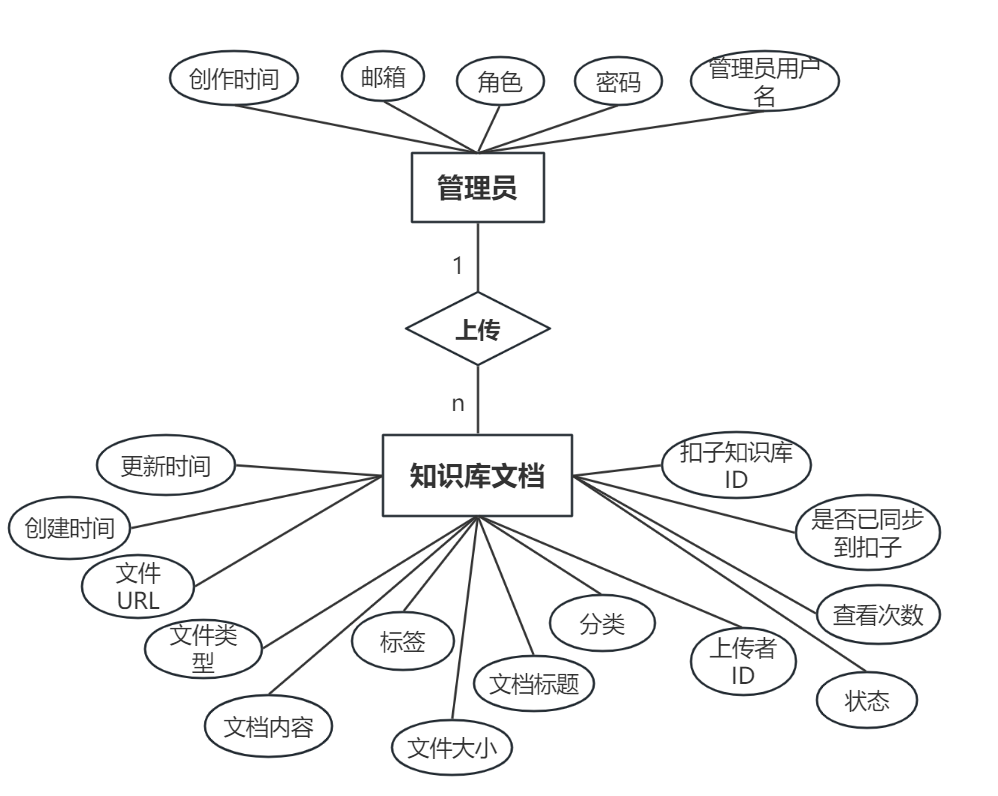 创作时间
邮箱
角色
密码
管理员用户
名
管理员
1
上传
n
知识库文档
更新时间
创建时间
文件
URL
文件类
型
文档内容
标签
文件大小
文档标题
分类
上传者
ID
扣子知识库
ID
是否已同步
到扣子
查看次数
状态